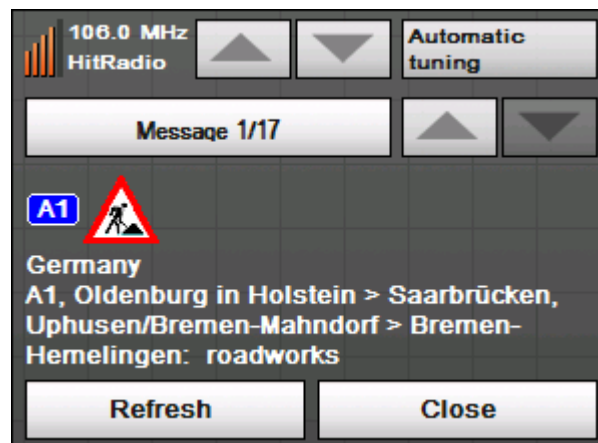 106.0 MHz
HitRadio
Automatic
tuning
Message 1/17
A1
Germany
A1, Oldenburg in Holstein > Saarbrücken,
Uphusen/Bremen-Mahndorf > Bremen-
Hemelingen: roadworks
Refresh
Close